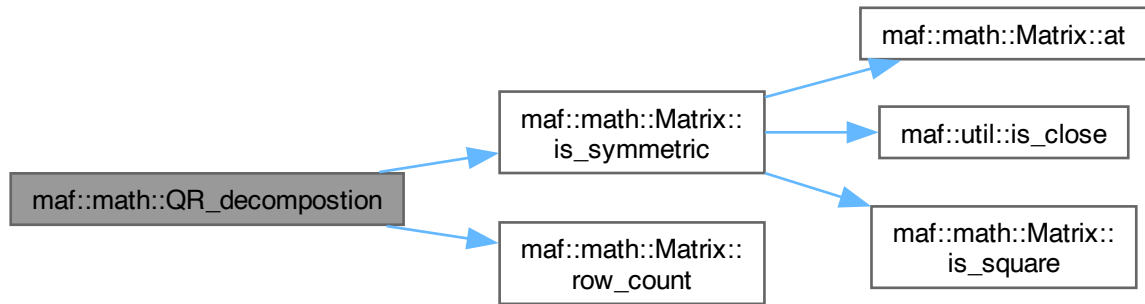 maf::math::QR_decompostion
maf::math::Matrix::
is_symmetric
maf::math::Matrix::
row_count
maf::math::Matrix::at
maf::util::is_close
maf::math::Matrix::
is_square